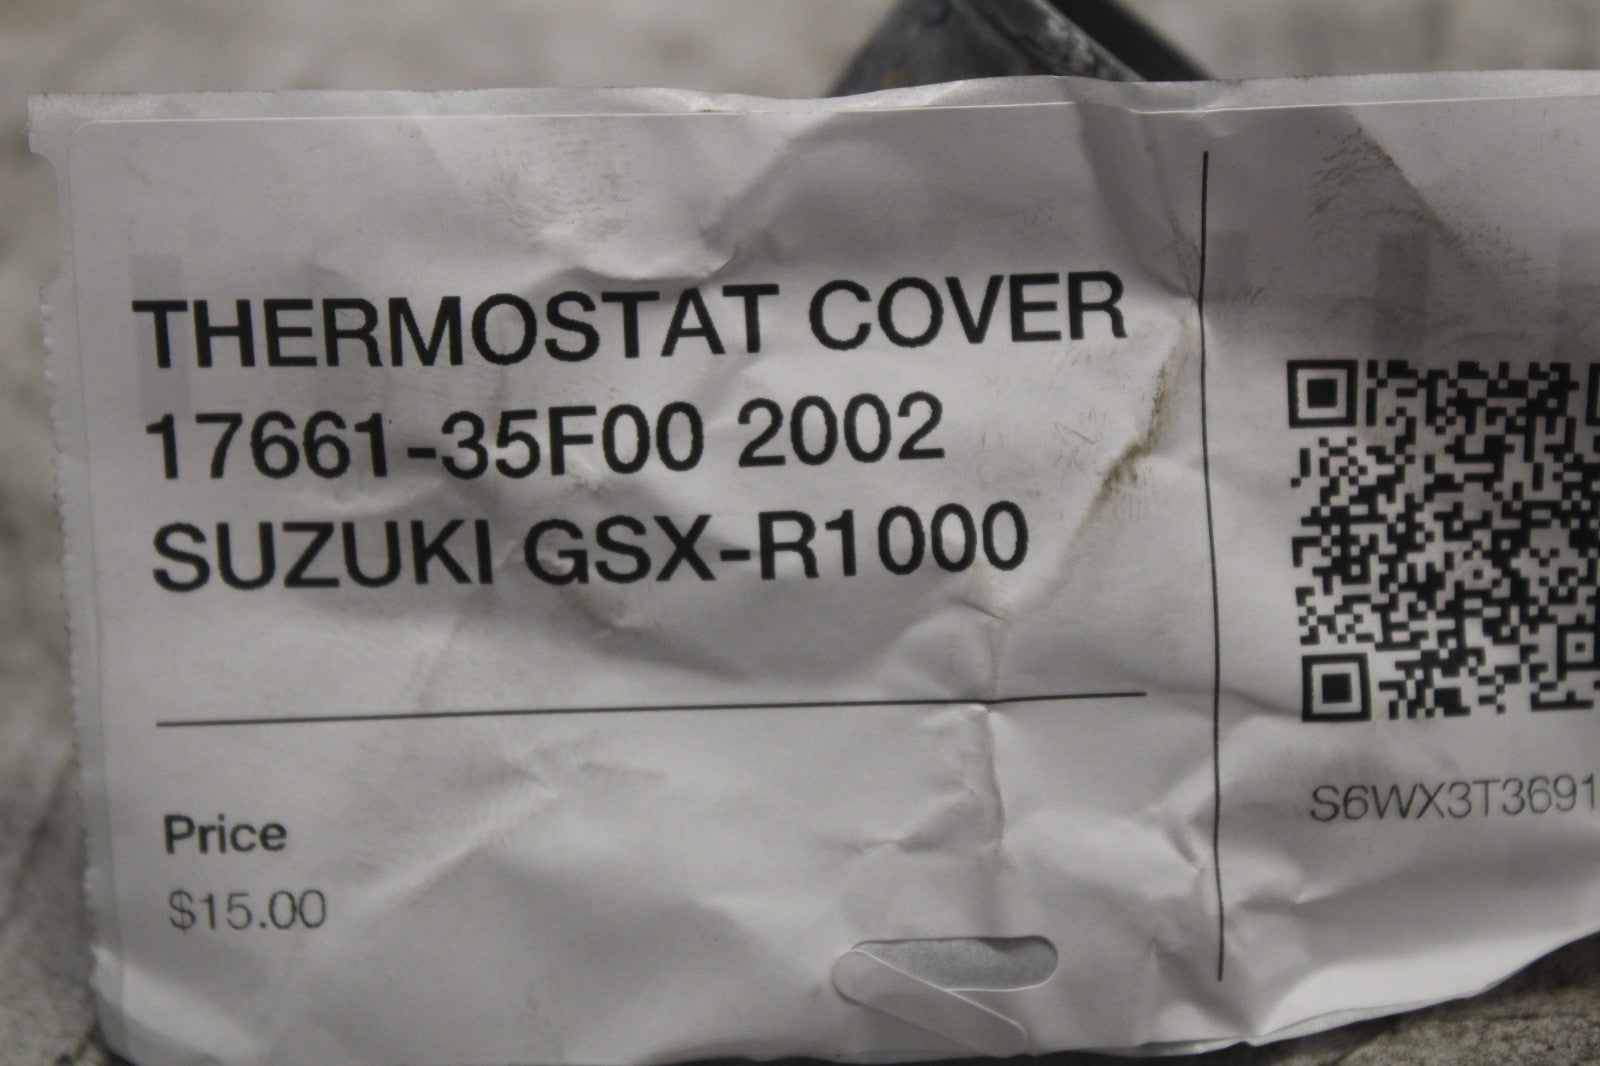 THERMOSTAT COVER
17661-35F00 2002
SUZUKI GSX-R1000
Price
$15.00
S6WX3T3691